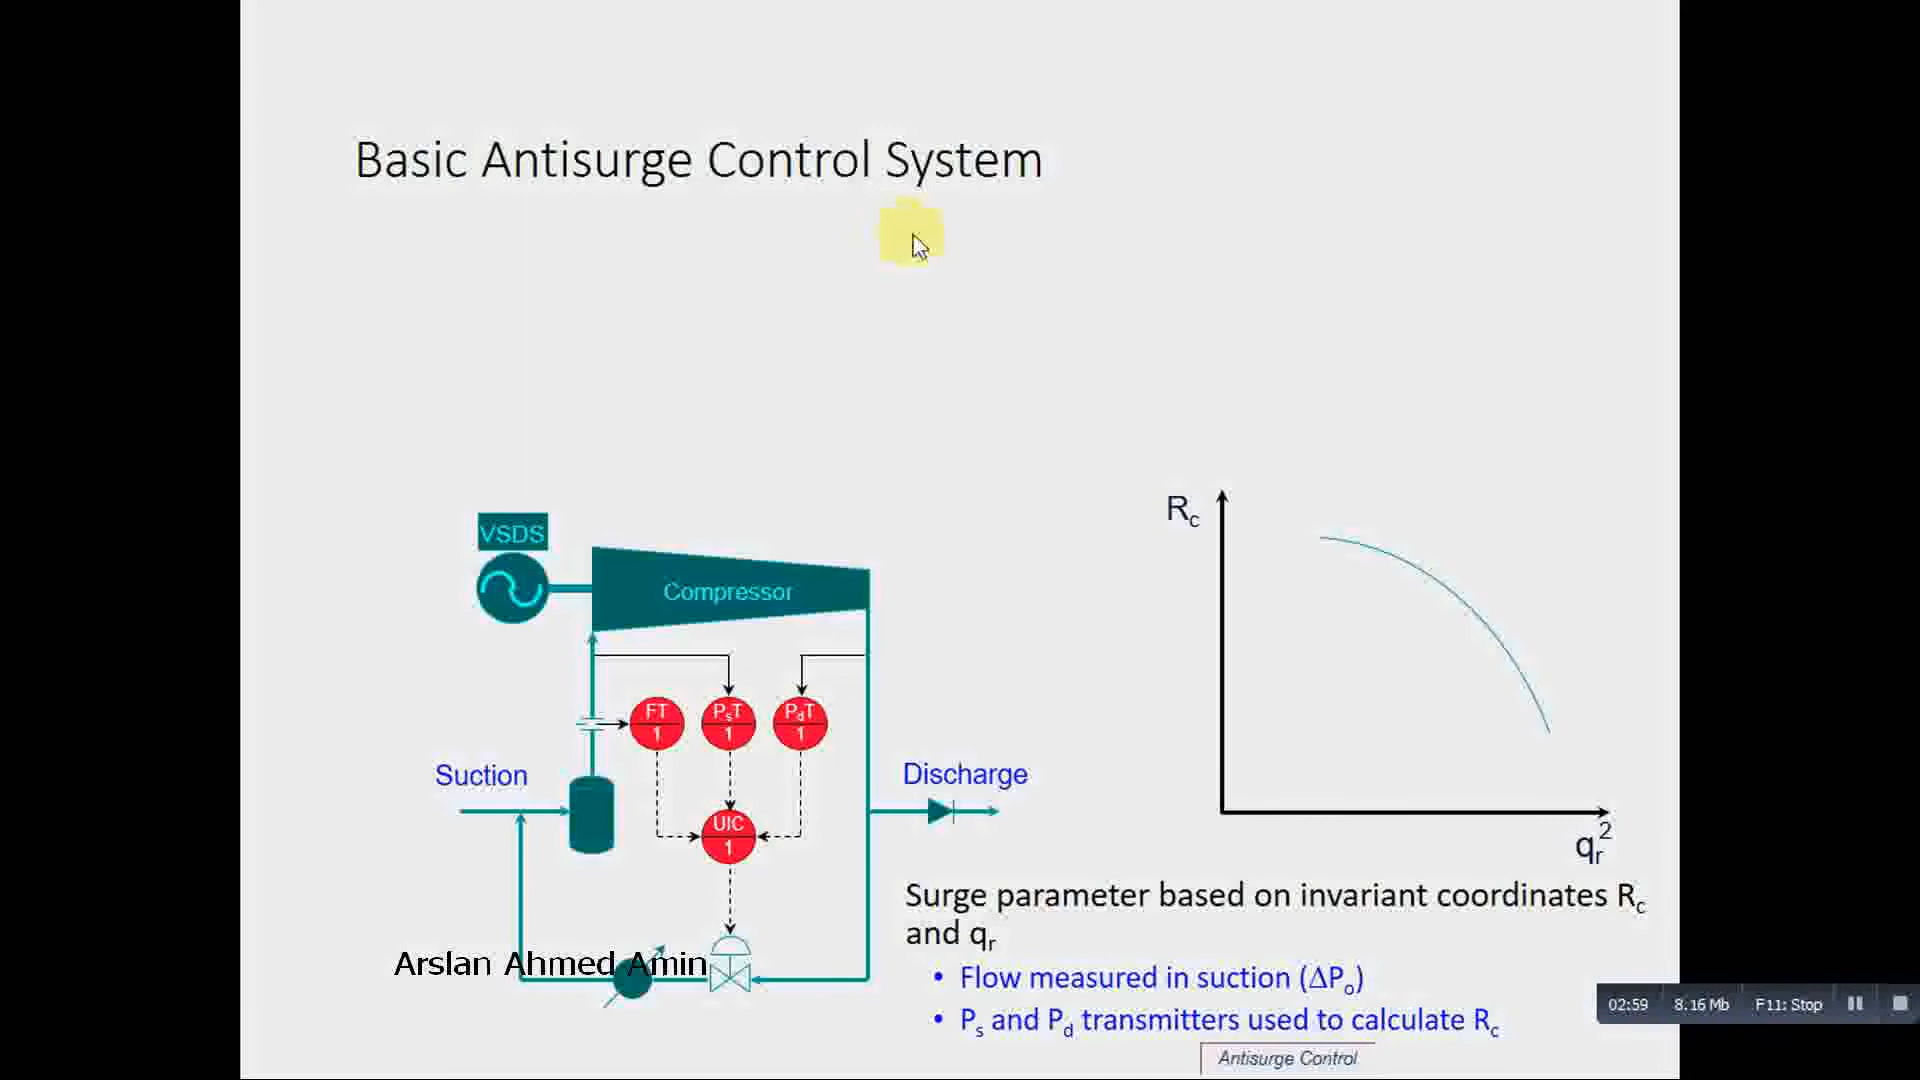 Basic Antisurge Control System
VSDS
Compressor
R_c
FT
1
P_sT
1
P_dT
1
Suction
Discharge
UIC
1
q_r^2
Surge parameter based on invariant coordinates R_c
and q_r
• Flow measured in suction (ΔP_o)
• P_s and P_d transmitters used to calculate R_c
Arslan Ahmed Amin
02:59 8.16 Mb F11: Stop
Antisurge Control